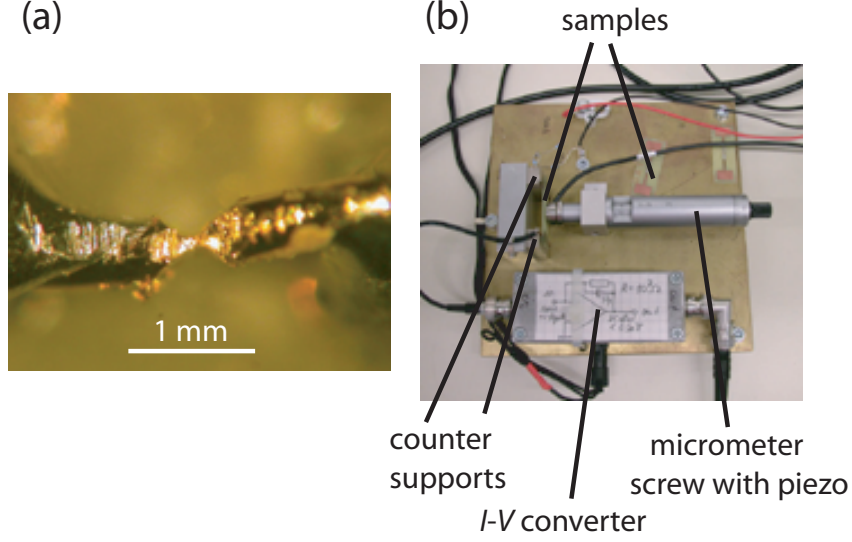 (a)
(b)
samples
1 mm
counter
supports
micrometer
screw with piezo
I-V converter